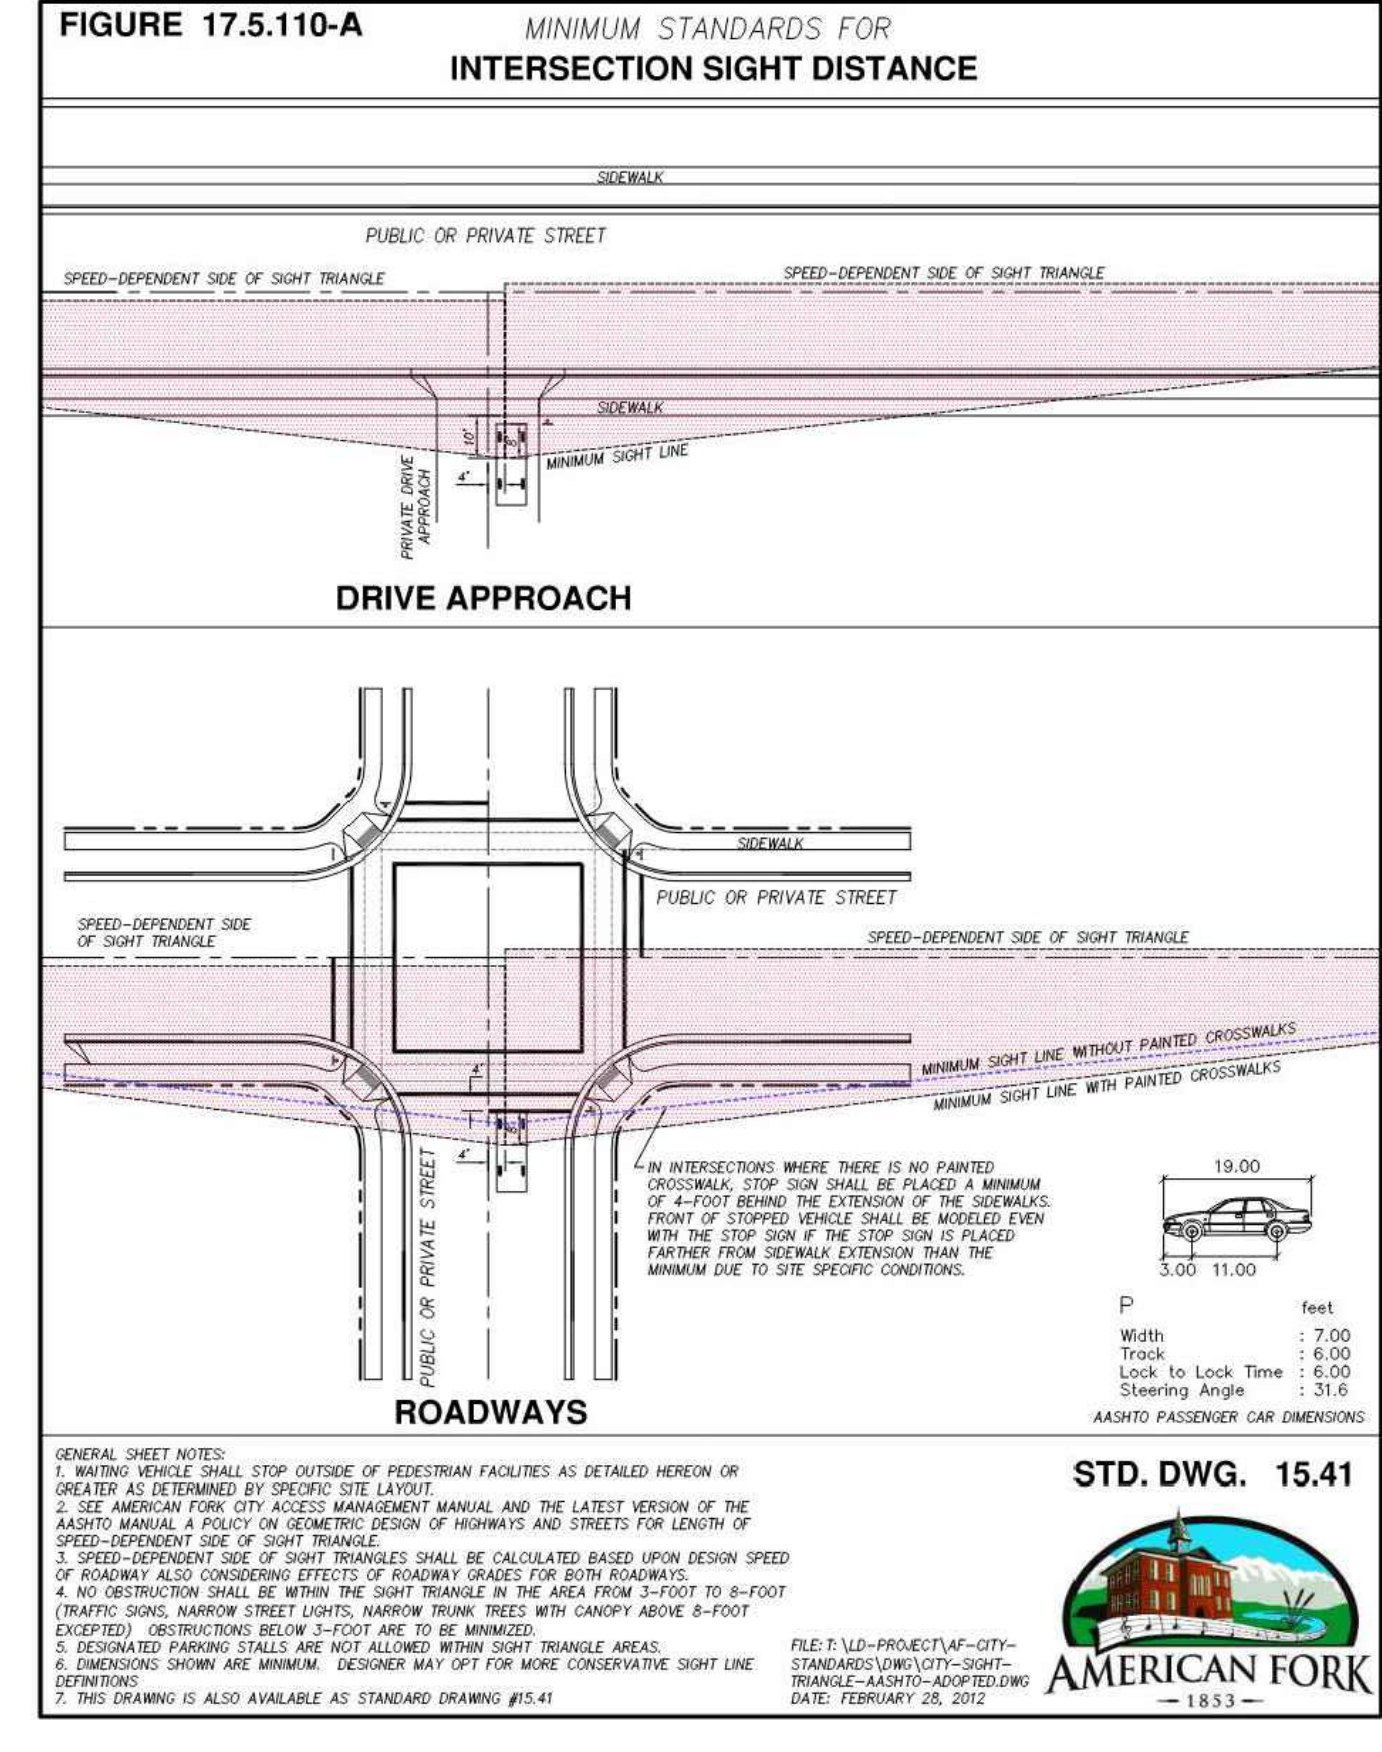 FIGURE 17.5.110-A
MINIMUM STANDARDS FOR
INTERSECTION SIGHT DISTANCE
SIDEWALK
PUBLIC OR PRIVATE STREET
SPEED-DEPENDENT SIDE OF SIGHT TRIANGLE
SPEED-DEPENDENT SIDE OF SIGHT TRIANGLE
SIDEWALK
10'
8'
MINIMUM SIGHT LINE
4'
PRIVATE DRIVE
APPROACH
DRIVE APPROACH
SIDEWALK
PUBLIC OR PRIVATE STREET
SPEED-DEPENDENT SIDE
OF SIGHT TRIANGLE
SPEED-DEPENDENT SIDE OF SIGHT TRIANGLE
MINIMUM SIGHT LINE WITHOUT PAINTED CROSSWALKS
MINIMUM SIGHT LINE WITH PAINTED CROSSWALKS
4'
8'
4'
PUBLIC OR PRIVATE STREET
IN INTERSECTIONS WHERE THERE IS NO PAINTED
CROSSWALK, STOP SIGN SHALL BE PLACED A MINIMUM
OF 4-FOOT BEHIND THE EXTENSION OF THE SIDEWALKS.
FRONT OF STOPPED VEHICLE SHALL BE MODELED EVEN
WITH THE STOP SIGN IF THE STOP SIGN IS PLACED
FARTHER FROM SIDEWALK EXTENSION THAN THE
MINIMUM DUE TO SITE SPECIFIC CONDITIONS.
19.00
3.00 11.00
P feet
Width : 7.00
Track : 6.00
Lock to Lock Time : 6.00
Steering Angle : 31.6
AASHTO PASSENGER CAR DIMENSIONS
ROADWAYS
GENERAL SHEET NOTES:
1. WAITING VEHICLE SHALL STOP OUTSIDE OF PEDESTRIAN FACILITIES AS DETAILED HEREON OR
GREATER AS DETERMINED BY SPECIFIC SITE LAYOUT.
2. SEE AMERICAN FORK CITY ACCESS MANAGEMENT MANUAL AND THE LATEST VERSION OF THE
AASHTO MANUAL A POLICY ON GEOMETRIC DESIGN OF HIGHWAYS AND STREETS FOR LENGTH OF
SPEED-DEPENDENT SIDE OF SIGHT TRIANGLE.
3. SPEED-DEPENDENT SIDE OF SIGHT TRIANGLES SHALL BE CALCULATED BASED UPON DESIGN SPEED
OF ROADWAY ALSO CONSIDERING EFFECTS OF ROADWAY GRADES FOR BOTH ROADWAYS.
4. NO OBSTRUCTION SHALL BE WITHIN THE SIGHT TRIANGLE IN THE AREA FROM 3-FOOT TO 8-FOOT
(TRAFFIC SIGNS, NARROW STREET LIGHTS, NARROW TRUNK TREES WITH CANOPY ABOVE 8-FOOT
EXCEPTED) OBSTRUCTIONS BELOW 3-FOOT ARE TO BE MINIMIZED.
5. DESIGNATED PARKING STALLS ARE NOT ALLOWED WITHIN SIGHT TRIANGLE AREAS.
6. DIMENSIONS SHOWN ARE MINIMUM. DESIGNER MAY OPT FOR MORE CONSERVATIVE SIGHT LINE
DEFINITIONS
7. THIS DRAWING IS ALSO AVAILABLE AS STANDARD DRAWING #15.41
FILE: T: \LD-PROJECT\AF-CITY-
STANDARDS\DWG\CITY-SIGHT-
TRIANGLE-AASHTO-ADOPTED.DWG
DATE: FEBRUARY 28, 2012
STD. DWG. 15.41
AMERICAN FORK
1853